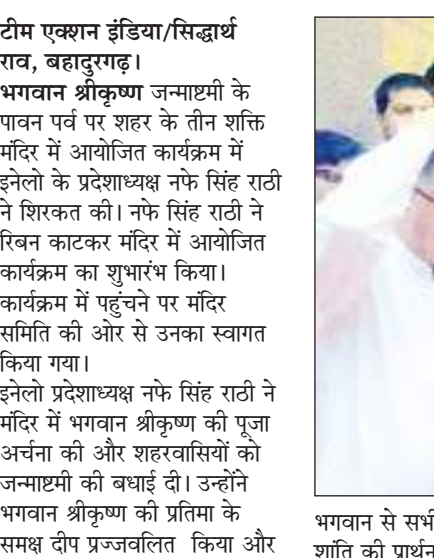 टीम एक्शन इंडिया/सिद्धार्थ
राव, बहादुरगढ़।
भगवान श्रीकृष्ण जन्माष्टमी के
पावन पर्व पर शहर के तीन शक्ति
मंदिर में आयोजित कार्यक्रम में
इनेलो के प्रदेशाध्यक्ष नफे सिंह राठी
ने शिरकत की। नफे सिंह राठी ने
रिबन काटकर मंदिर में आयोजित
कार्यक्रम का शुभारंभ किया।
कार्यक्रम में पहुंचने पर मंदिर
समिति की ओर से उनका स्वागत
किया गया।
इनेलो प्रदेशाध्यक्ष नफे सिंह राठी ने
मंदिर में भगवान श्रीकृष्ण की पूजा
अर्चना की और शहरवासियों को
जन्माष्टमी की बधाई दी। उन्होंने
भगवान श्रीकृष्ण की प्रतिमा के
समक्ष दीप प्रज्जवलित किया और
भगवान से सभी
शांति की प्रार्थन